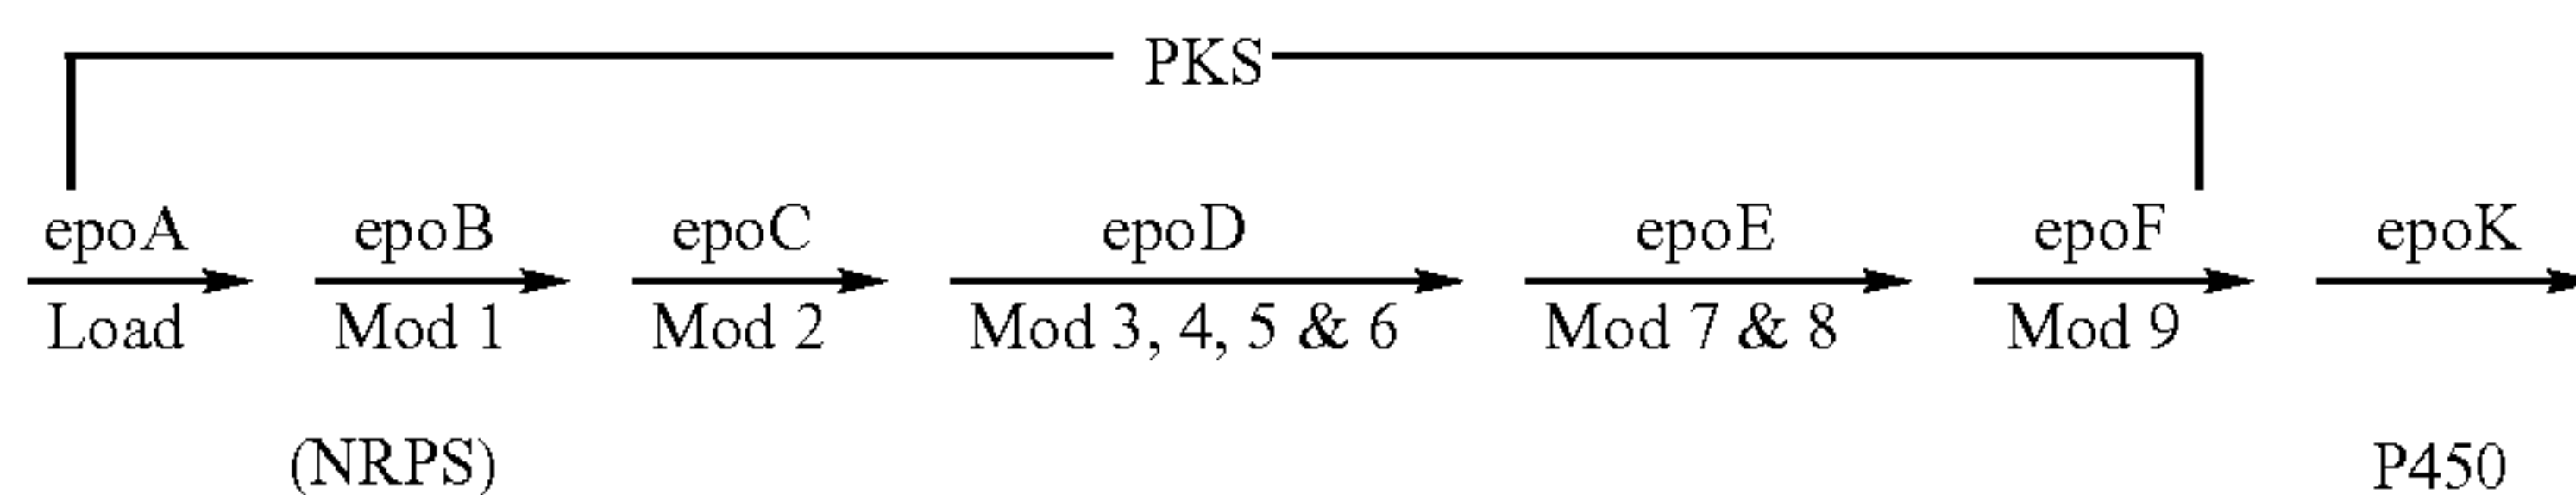 PKS
epoA epoB epoC epoD epoE epoF epoK
Load Mod 1 Mod 2 Mod 3, 4, 5 & 6 Mod 7 & 8 Mod 9
(NRPS) P450